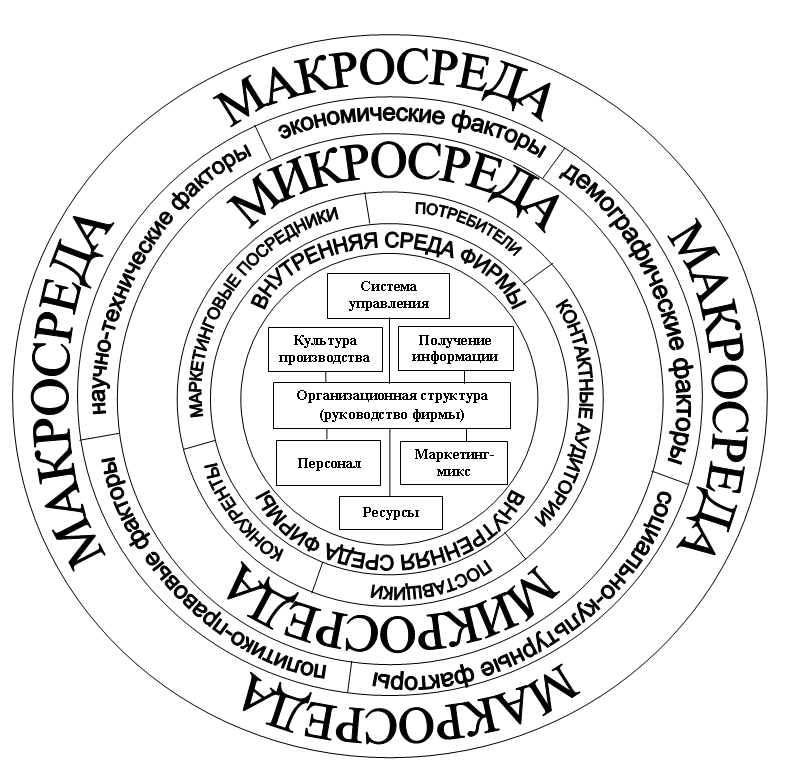 МАКРОСРЕДА
экономические факторы
демографические факторы
научно-технические факторы
МИКРОСРЕДА
ПОТРЕБИТЕЛИ
МАРКЕТИНГОВЫЕ ПОСРЕДНИКИ
КОНТАКТНЫЕ АУДИТОРИИ
ВНУТРЕННЯЯ СРЕДА ФИРМЫ
МАКРОСРЕДА
МАКРОСРЕДА
Система
управления
Культура
производства
Получение
информации
Организационная структура
(руководство фирмы)
Персонал
Маркетинг-
микс
Ресурсы
ВНУТРЕННЯЯ СРЕДА ФИРМЫ
КОНКУРЕНТЫ
ПОСТАВЩИКИ
МИКРОСРЕДА
политико-правовые факторы
социально-культурные факторы
МАКРОСРЕДА